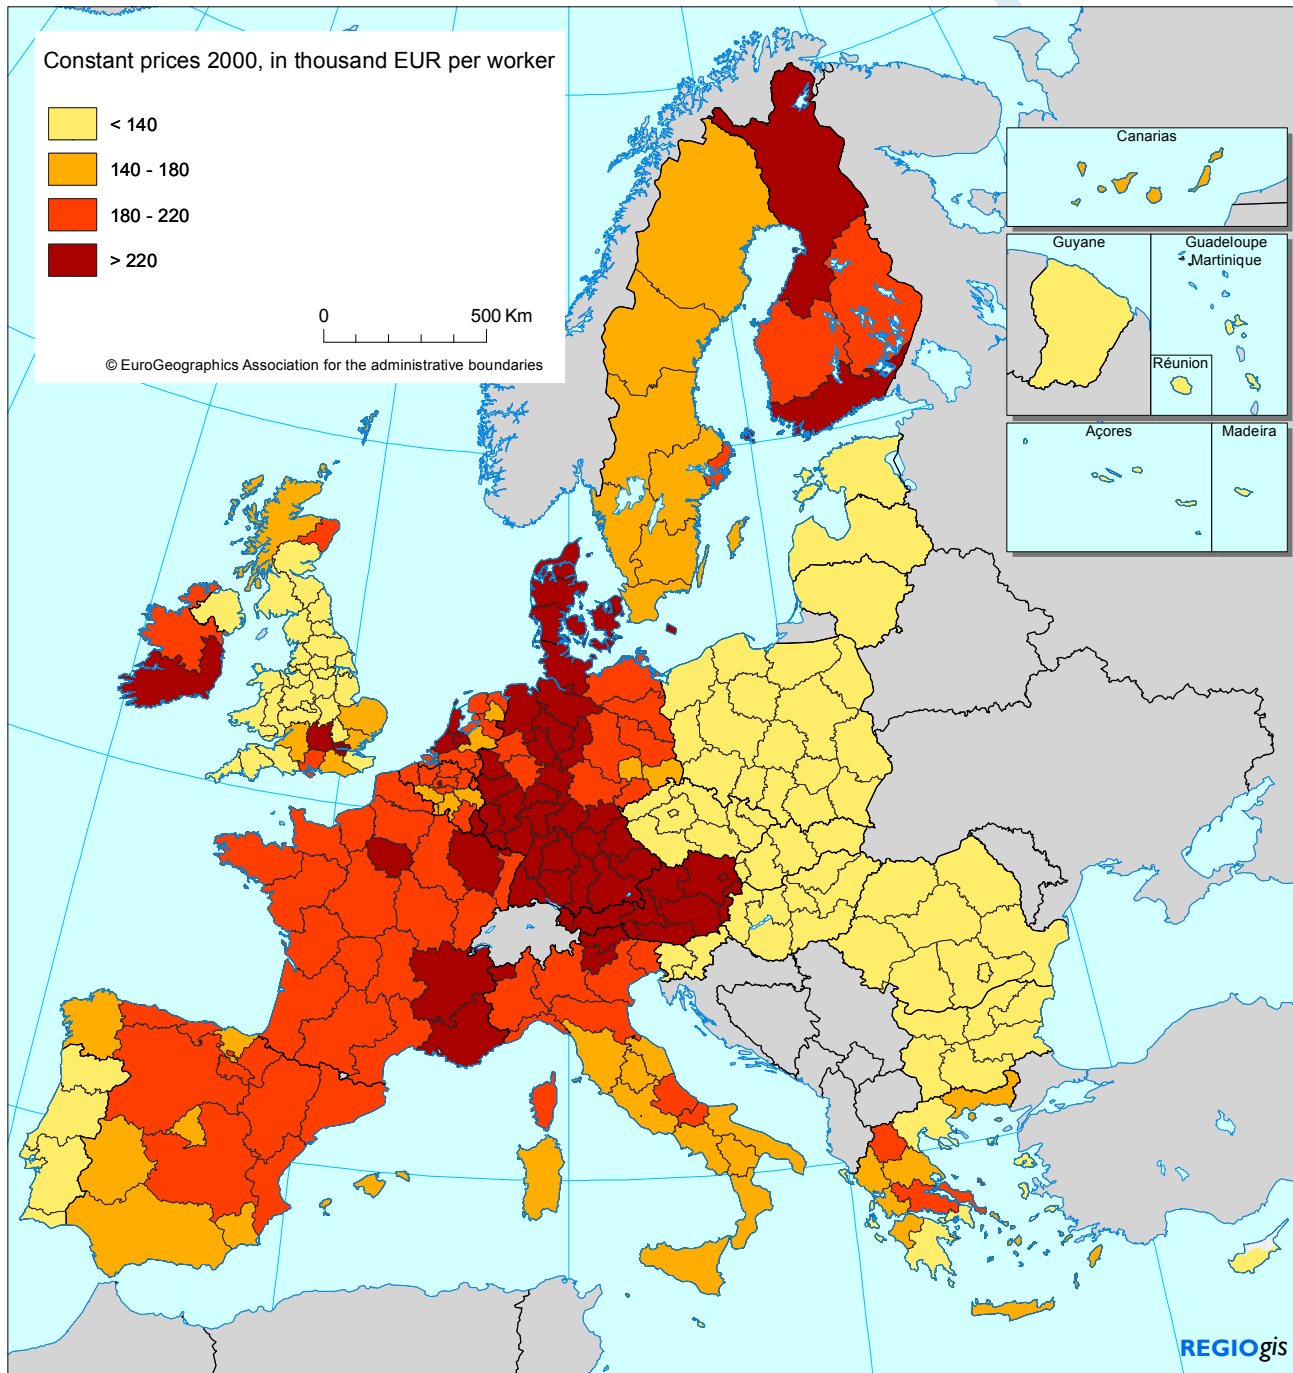 Constant prices 2000, in thousand EUR per worker
< 140
140 - 180
180 - 220
> 220
0 500 Km
© EuroGeographics Association for the administrative boundaries
Canarias
Guyane
Guadeloupe
Martinique
Réunion
Açores
Madeira
REGIOgis